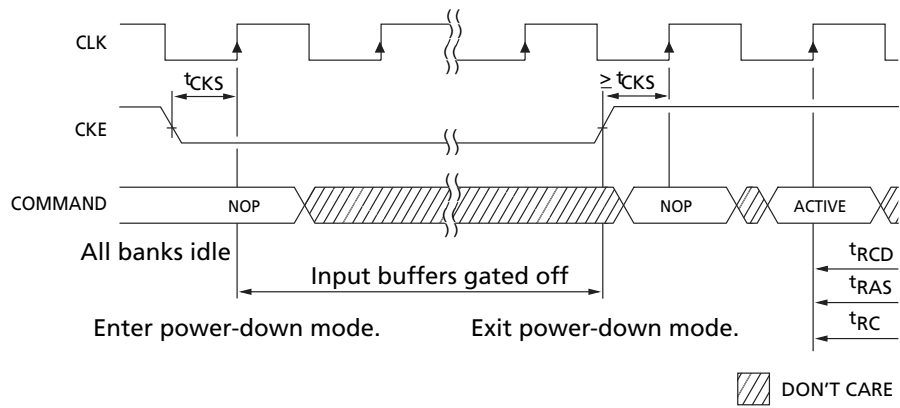 CLK
tCKS
≥ tCKS
CKE
COMMAND
NOP
NOP
ACTIVE
All banks idle
Input buffers gated off
tRCD
tRAS
tRC
Enter power-down mode.
Exit power-down mode.
DON'T CARE